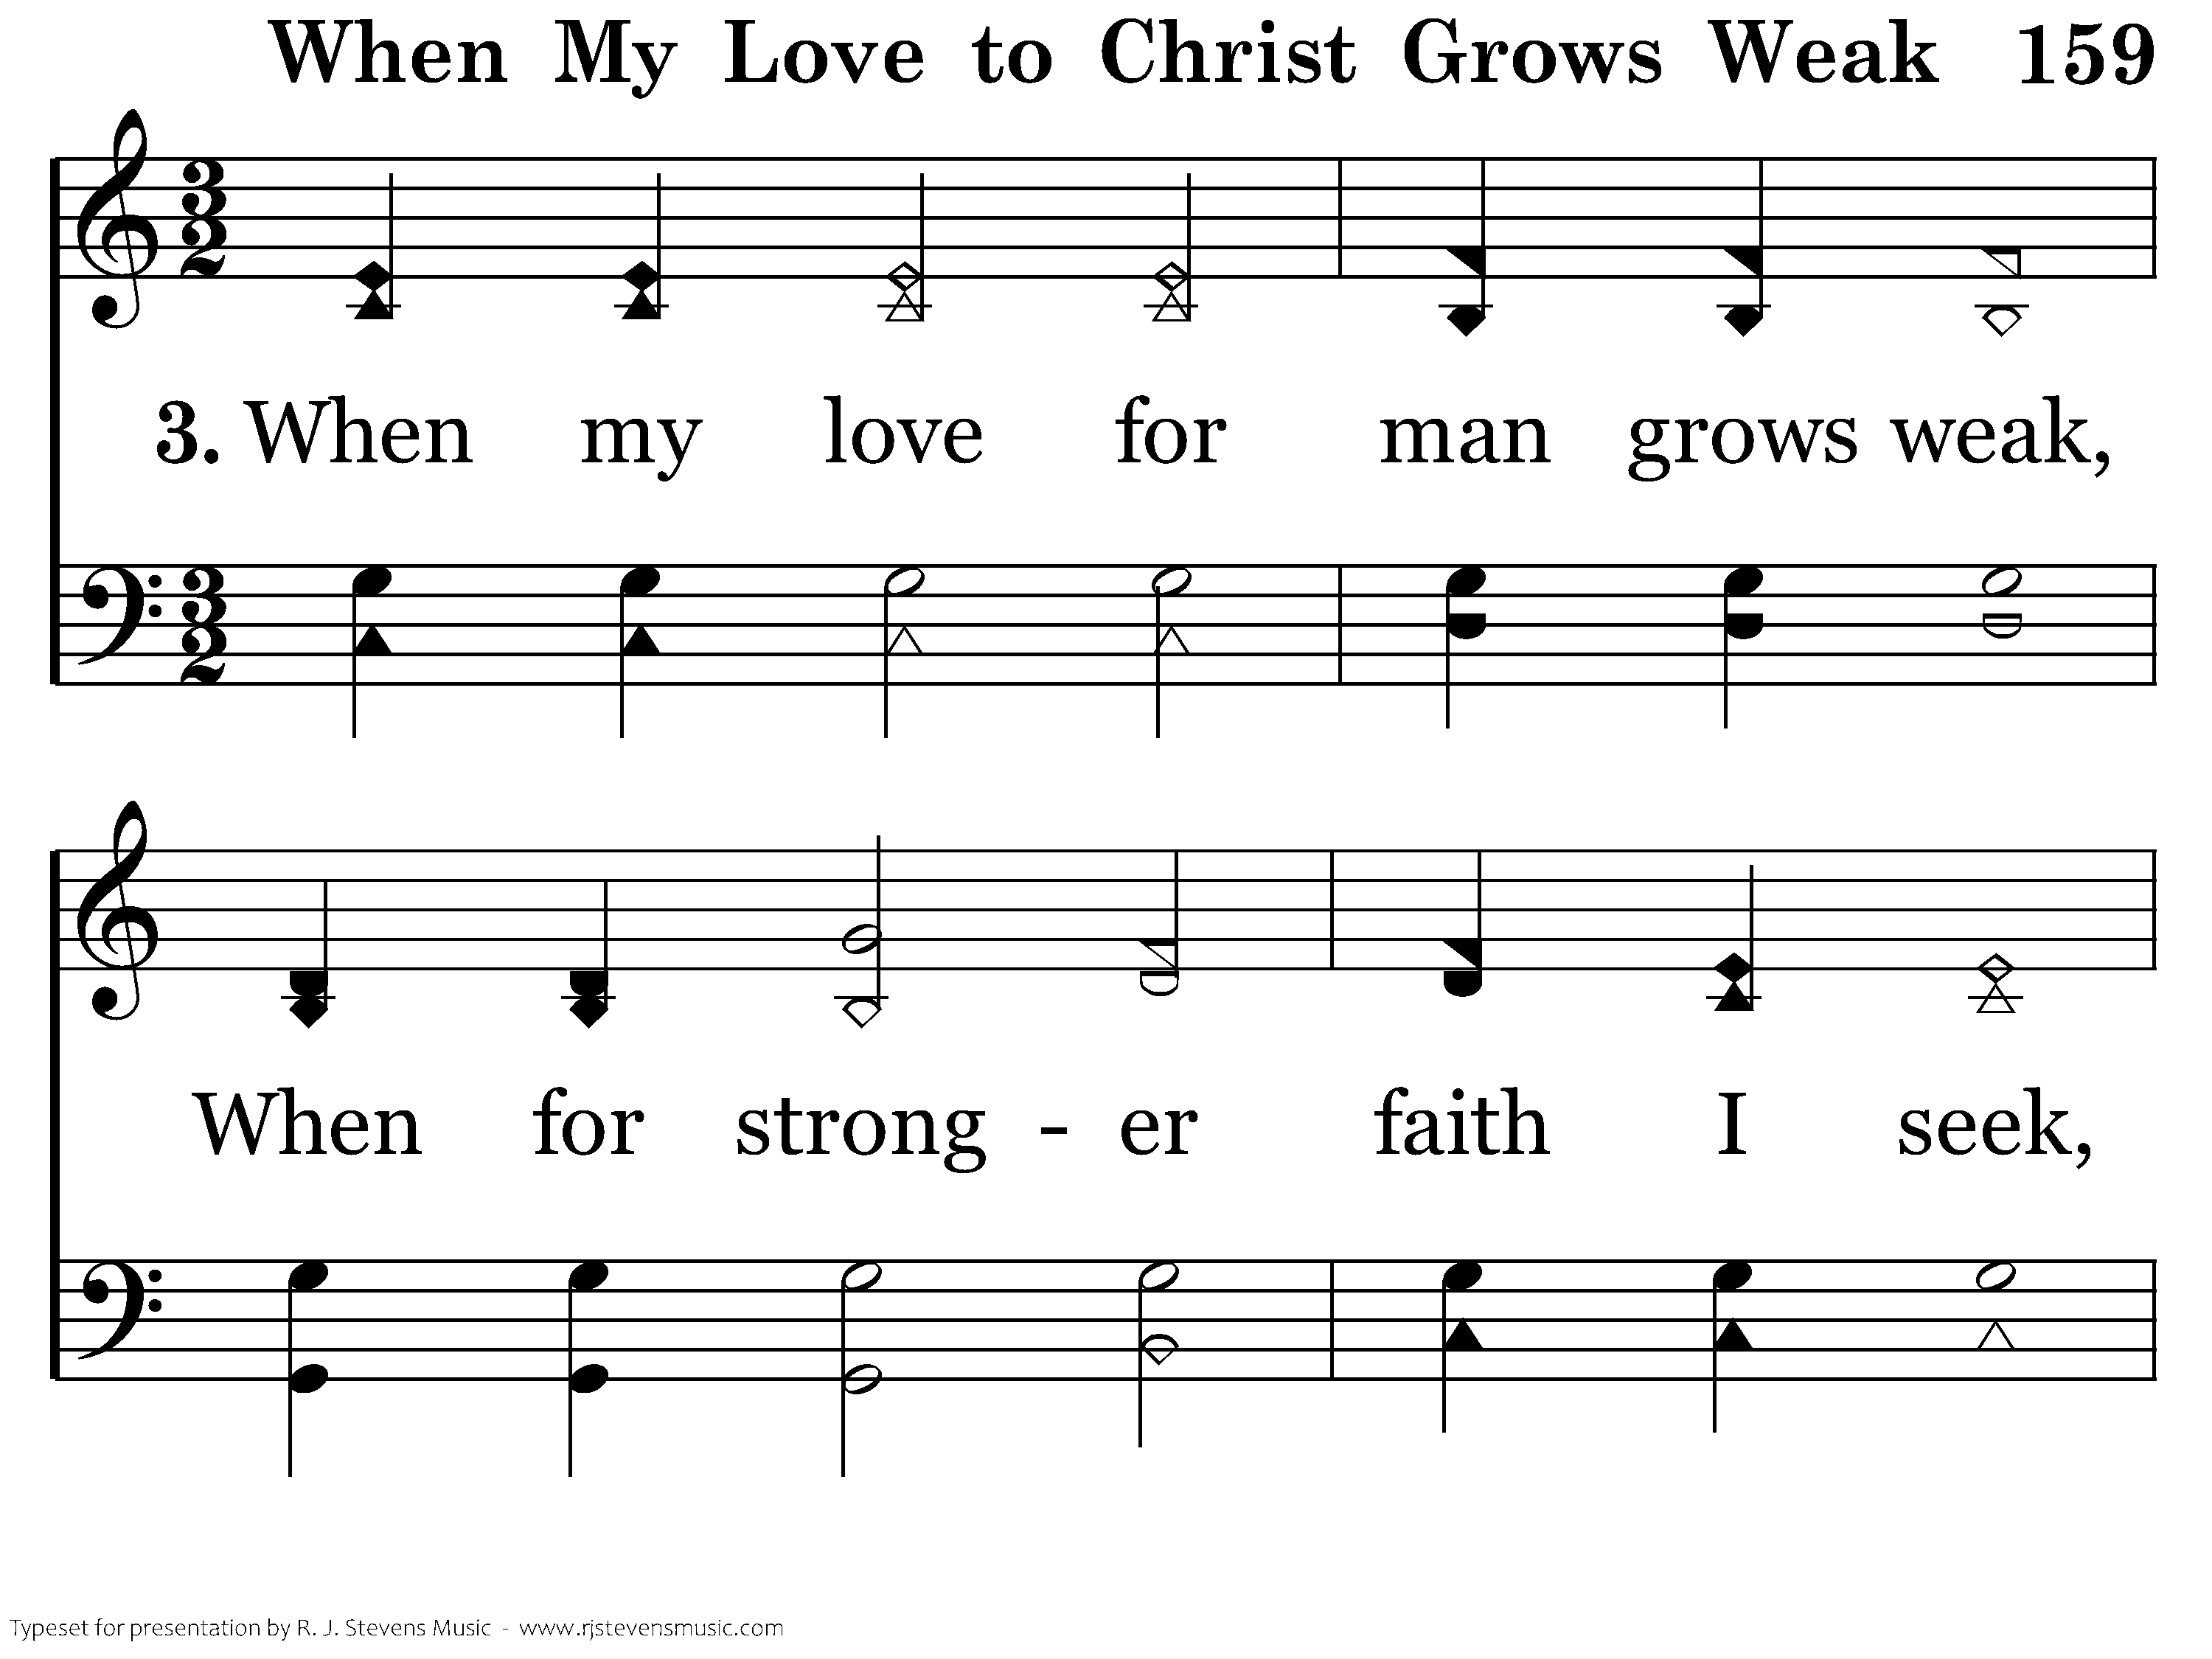 When My Love to Christ Grows Weak 159
3. When my love for man grows weak,
When for strong - er faith I seek,
Typeset for presentation by R. J. Stevens Music - www.rjstevensmusic.com